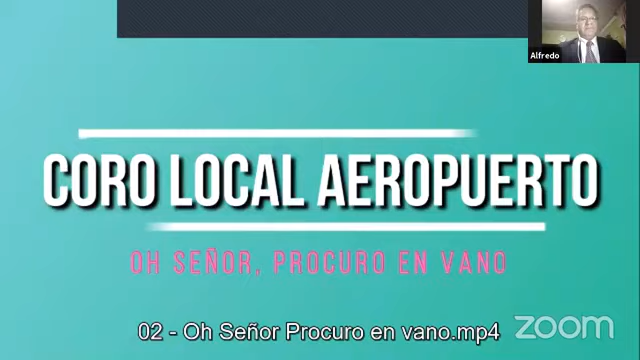 Alfredo
CORO LOCAL AEROPUERTO
OH SEÑOR, PROCURO EN VANO
02 - Oh Señor Procuro en vano.mp4
zoom